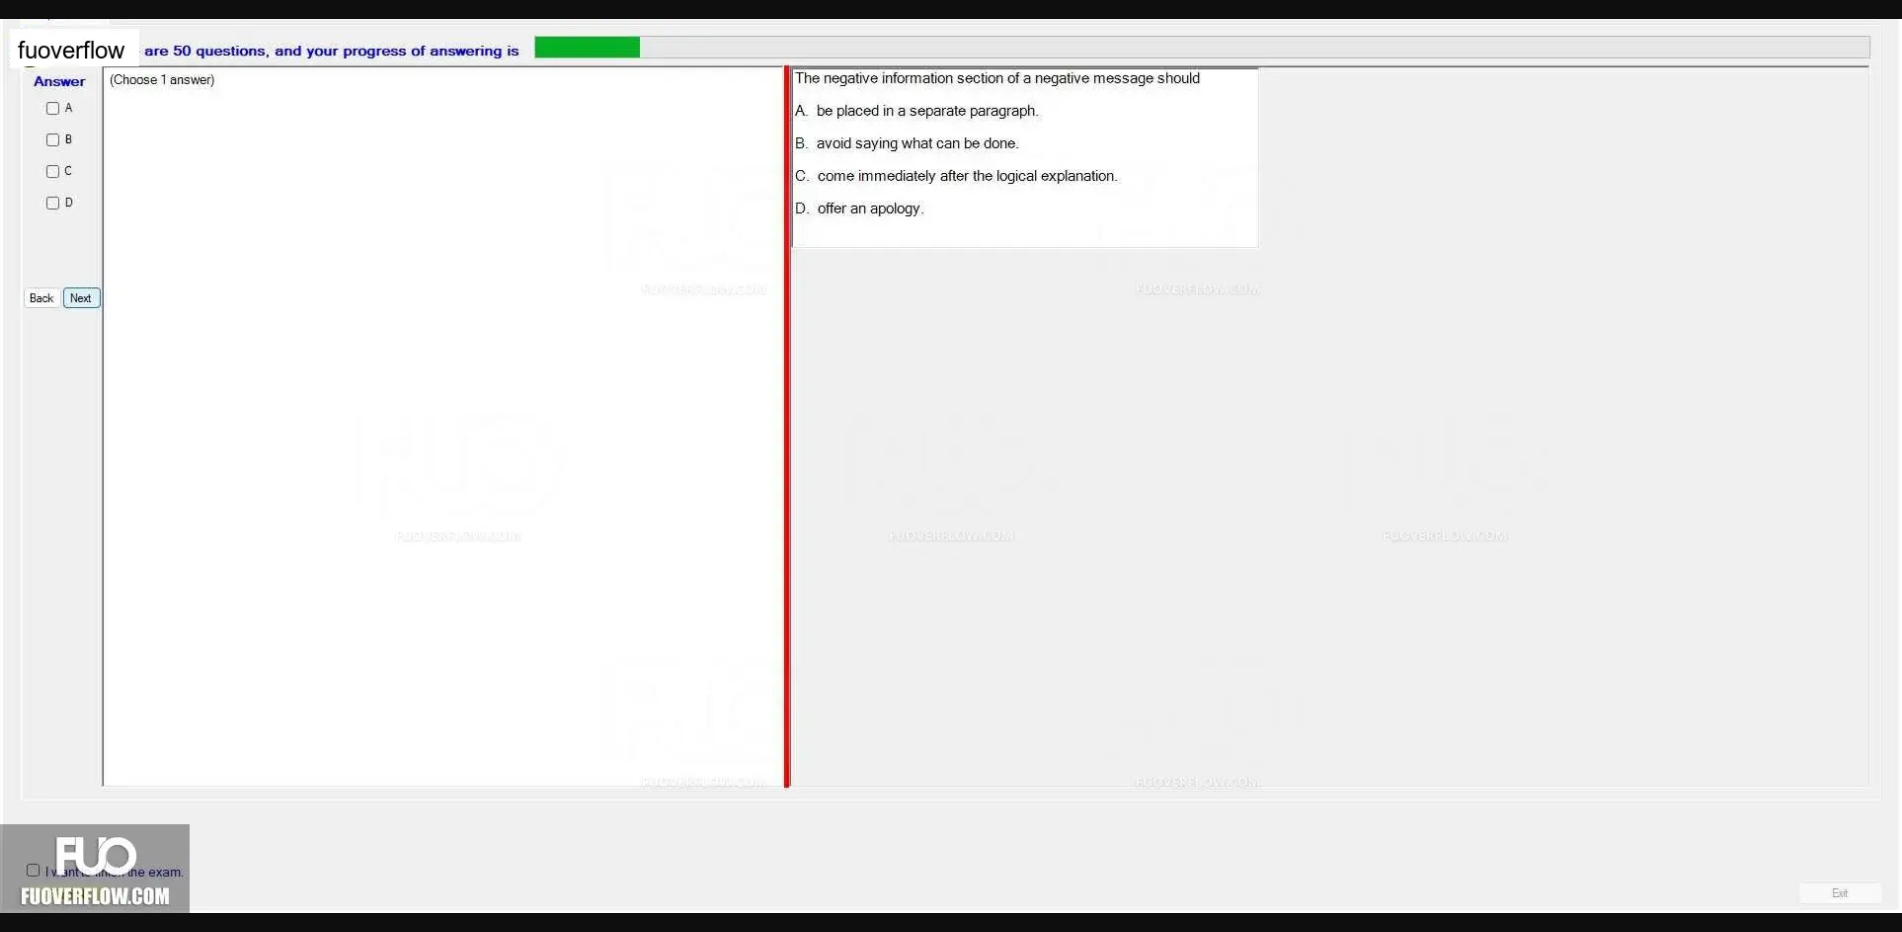 fuoverflow are 50 questions, and your progress of answering is
Answer
(Choose 1 answer)
A
B
C
D
Back Next
The negative information section of a negative message should
A. be placed in a separate paragraph.
B. avoid saying what can be done.
C. come immediately after the logical explanation.
D. offer an apology.
FUOVERFLOW.COM FUOVERFLOW.COM
FUOVERFLOW.COM FUOVERFLOW.COM FUOVERFLOW.COM
FUOVERFLOW.COM FUOVERFLOW.COM
FUO
I want to finish the exam.
FUOVERFLOW.COM
Exit